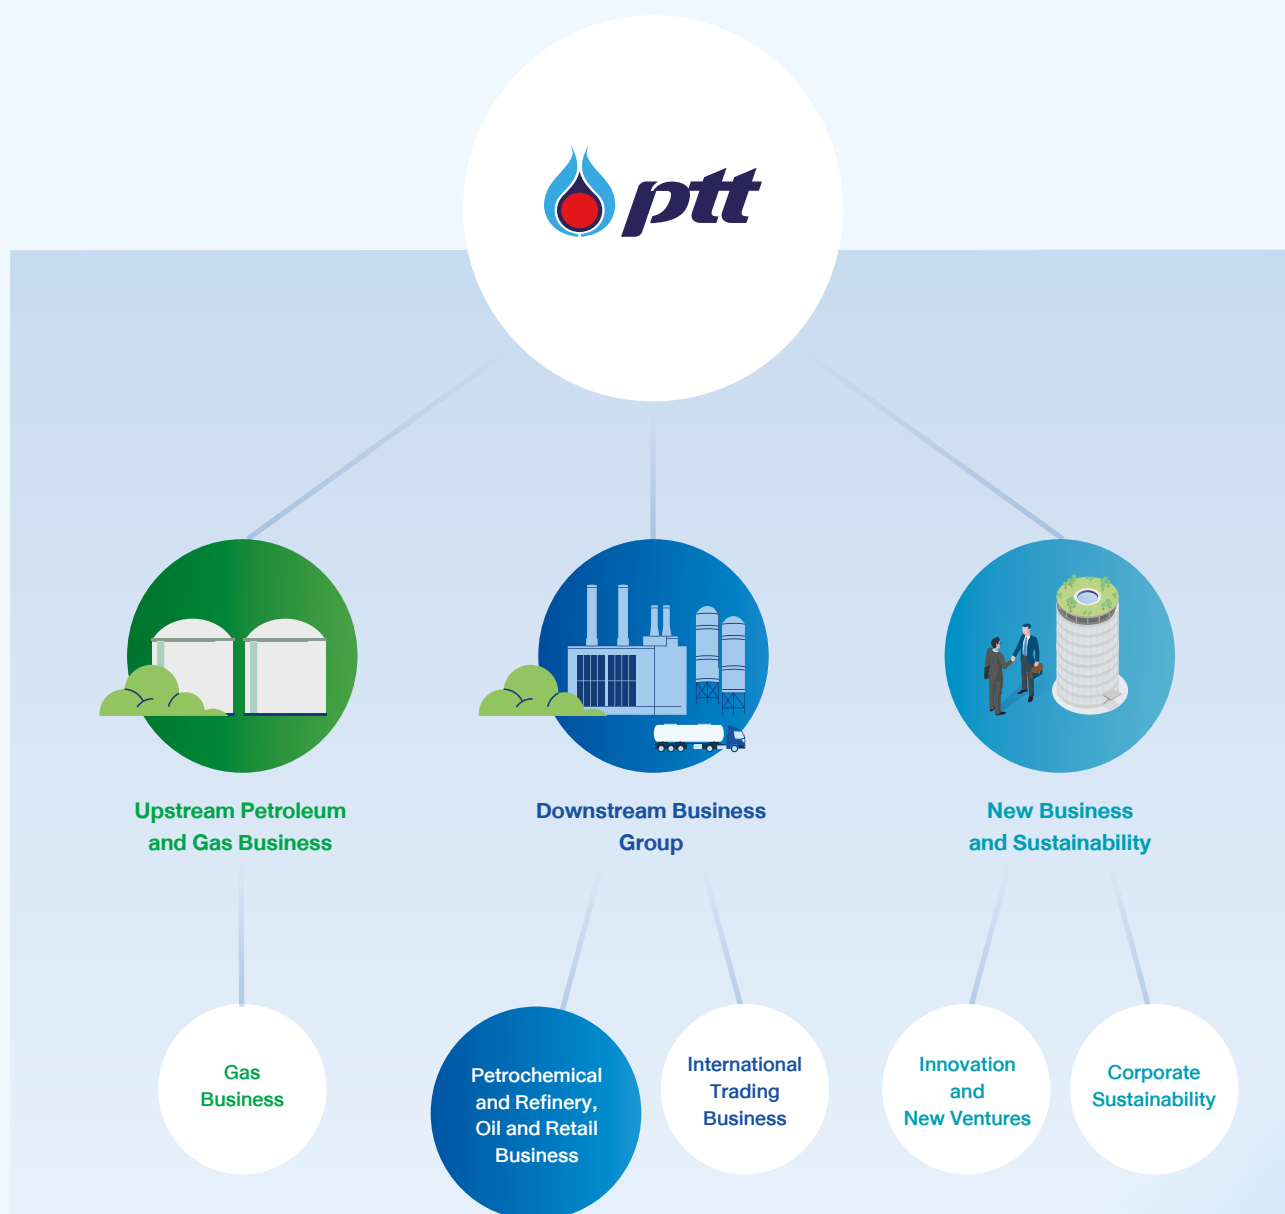 ptt
Upstream Petroleum
and Gas Business
Downstream Business
Group
New Business
and Sustainability
Gas
Business
Petrochemical
and Refinery,
Oil and Retail
Business
International
Trading
Business
Innovation
and
New Ventures
Corporate
Sustainability